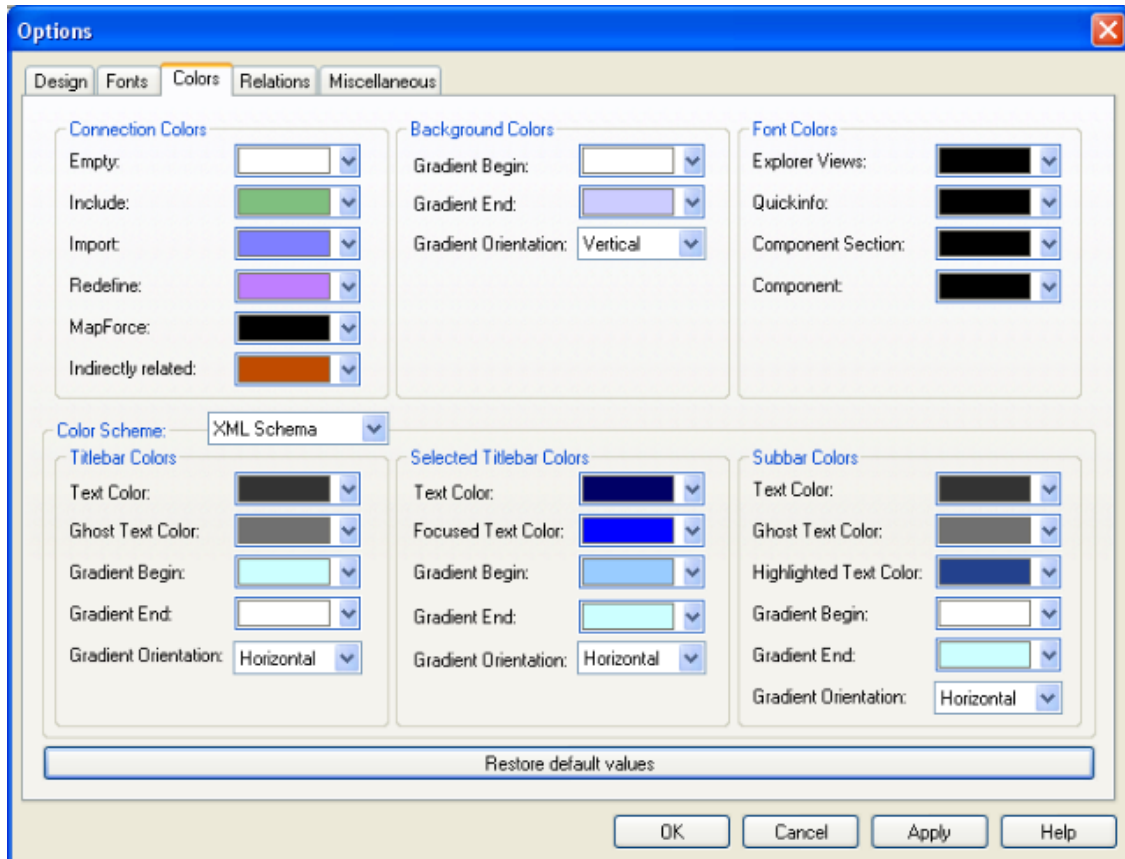 Options
Design Fonts Colors Relations Miscellaneous
Connection Colors
Empty:
Include:
Import:
Redefine:
MapForce:
Indirectly related:
Background Colors
Gradient Begin:
Gradient End:
Gradient Orientation: Vertical
Font Colors
Explorer Views:
Quickinfo:
Component Section:
Component:
Color Scheme: XML Schema
Titlebar Colors
Text Color:
Ghost Text Color:
Gradient Begin:
Gradient End:
Gradient Orientation: Horizontal
Selected Titlebar Colors
Text Color:
Focused Text Color:
Gradient Begin:
Gradient End:
Gradient Orientation: Horizontal
Subbar Colors
Text Color:
Ghost Text Color:
Highlighted Text Color:
Gradient Begin:
Gradient End:
Gradient Orientation: Horizontal
Restore default values
OK Cancel Apply Help